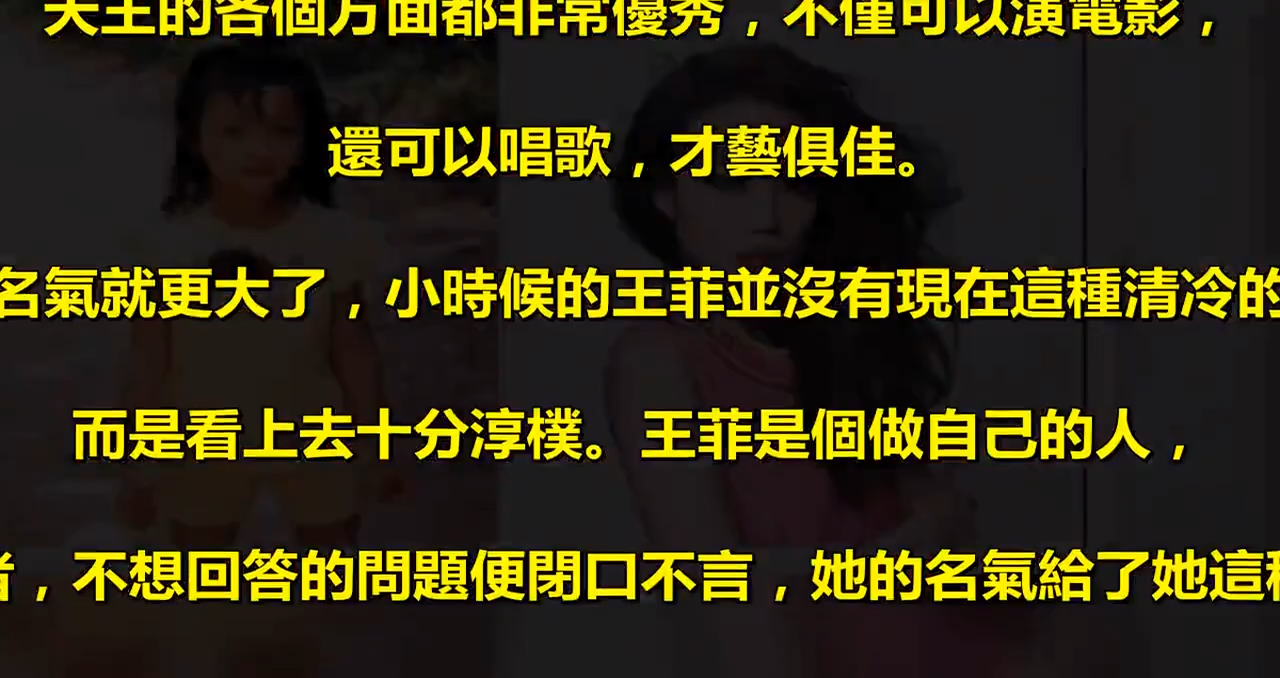 天王的各個方面都非常優秀，不僅可以演電影，
還可以唱歌，才藝俱佳。
名氣就更大了，小時候的王菲並沒有現在這種清冷的
而是看上去十分淳樸。王菲是個做自己的人，
，不想回答的問題便閉口不言，她的名氣給了她這種